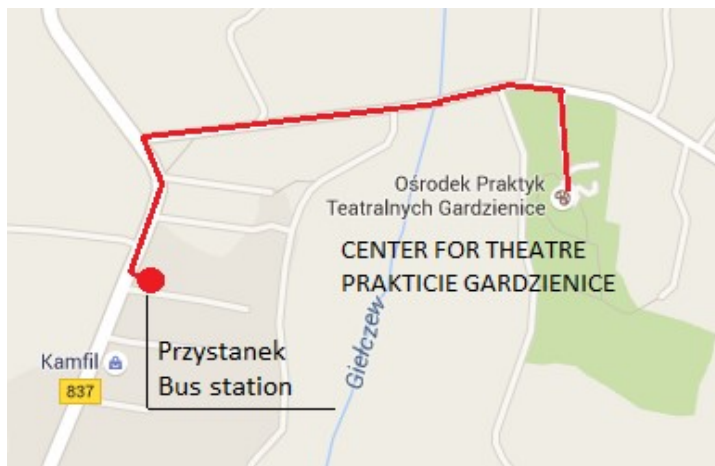 Ośrodek Praktyk
Teatralnych Gardzienice
CENTER FOR THEATRE
PRAKTICIE GARDZIENICE
Giełczew
Przystanek
Bus station
Kamfil
837